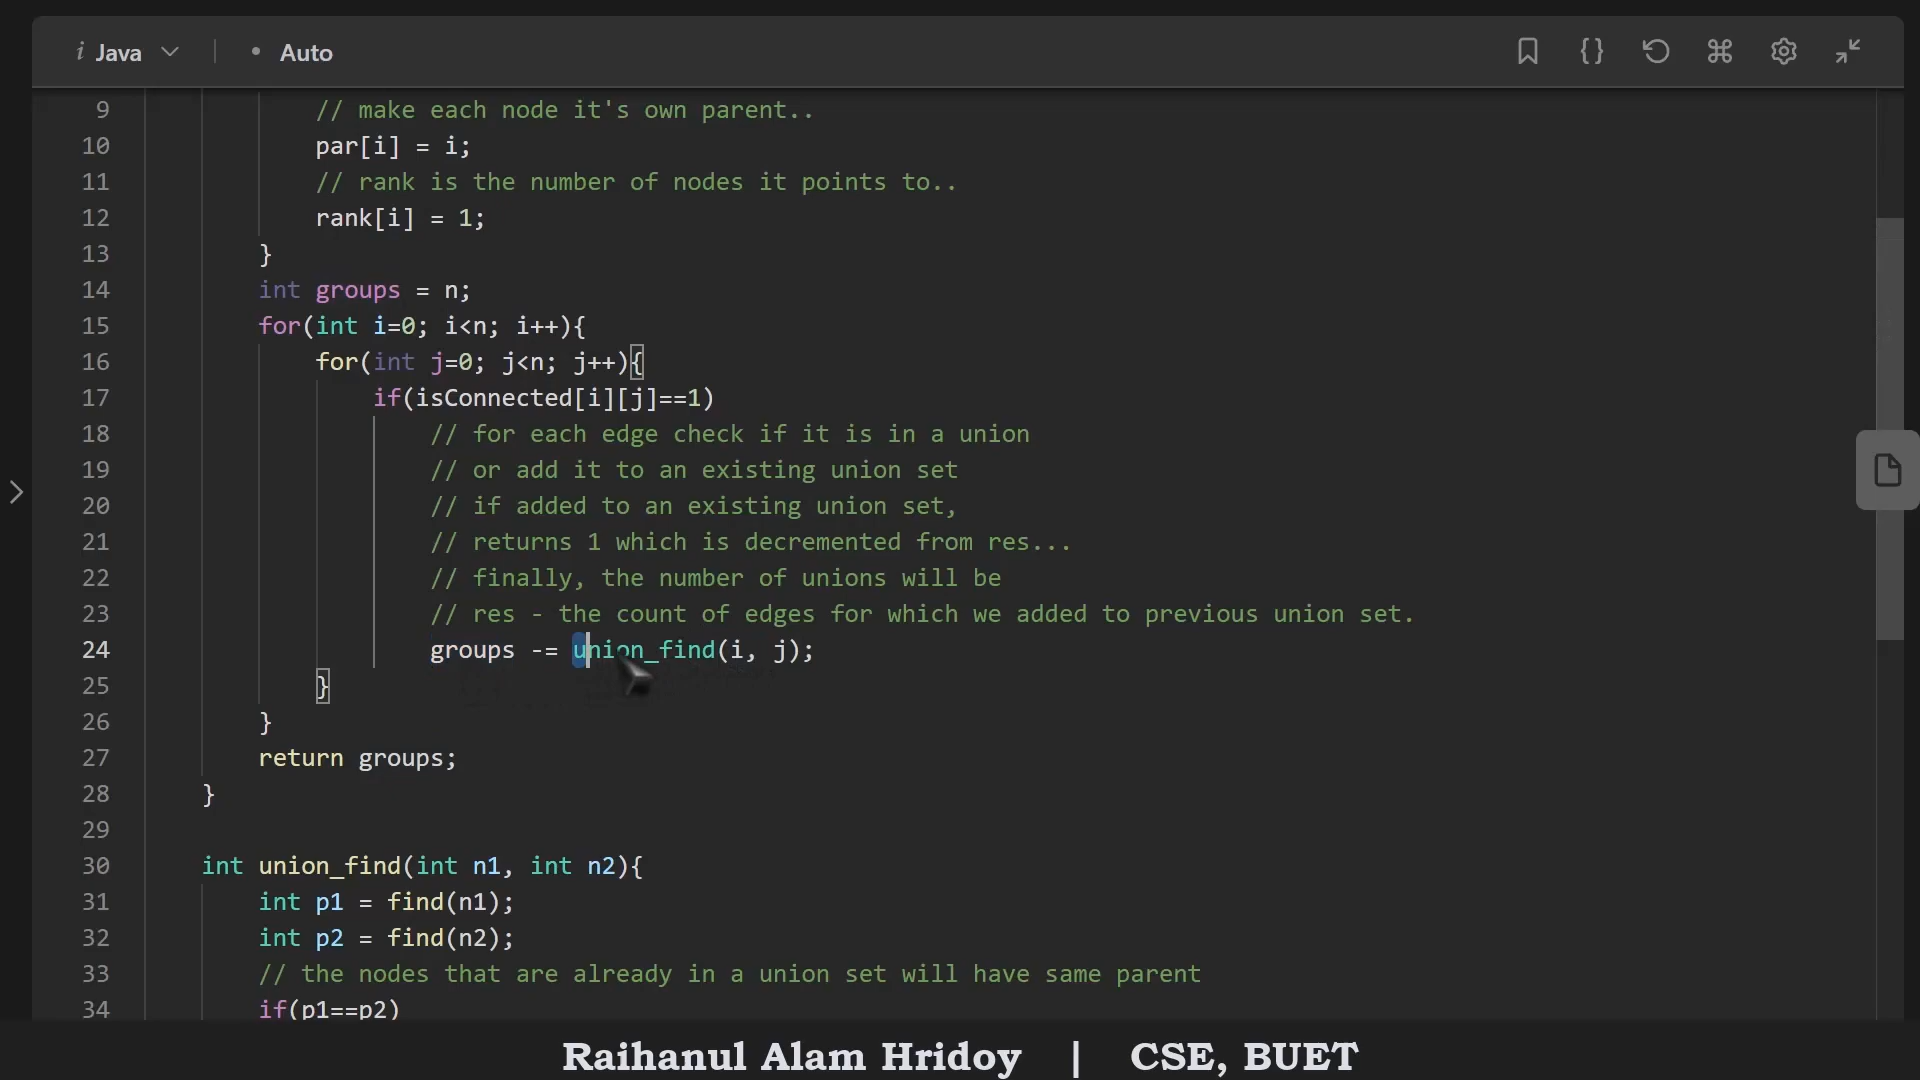 i Java • Auto
9 // make each node it's own parent..
10 par[i] = i;
11 // rank is the number of nodes it points to..
12 rank[i] = 1;
13 }
14 int groups = n;
15 for(int i=0; i<n; i++){
16 for(int j=0; j<n; j++){
17 if(isConnected[i][j]==1)
18 // for each edge check if it is in a union
19 // or add it to an existing union set
20 // if added to an existing union set,
21 // returns 1 which is decremented from res...
22 // finally, the number of unions will be
23 // res - the count of edges for which we added to previous union set.
24 groups -= union_find(i, j);
25 }
26 }
27 return groups;
28 }
29
30 int union_find(int n1, int n2){
31 int p1 = find(n1);
32 int p2 = find(n2);
33 // the nodes that are already in a union set will have same parent
34 if(p1==p2)
Raihanul Alam Hridoy | CSE, BUET